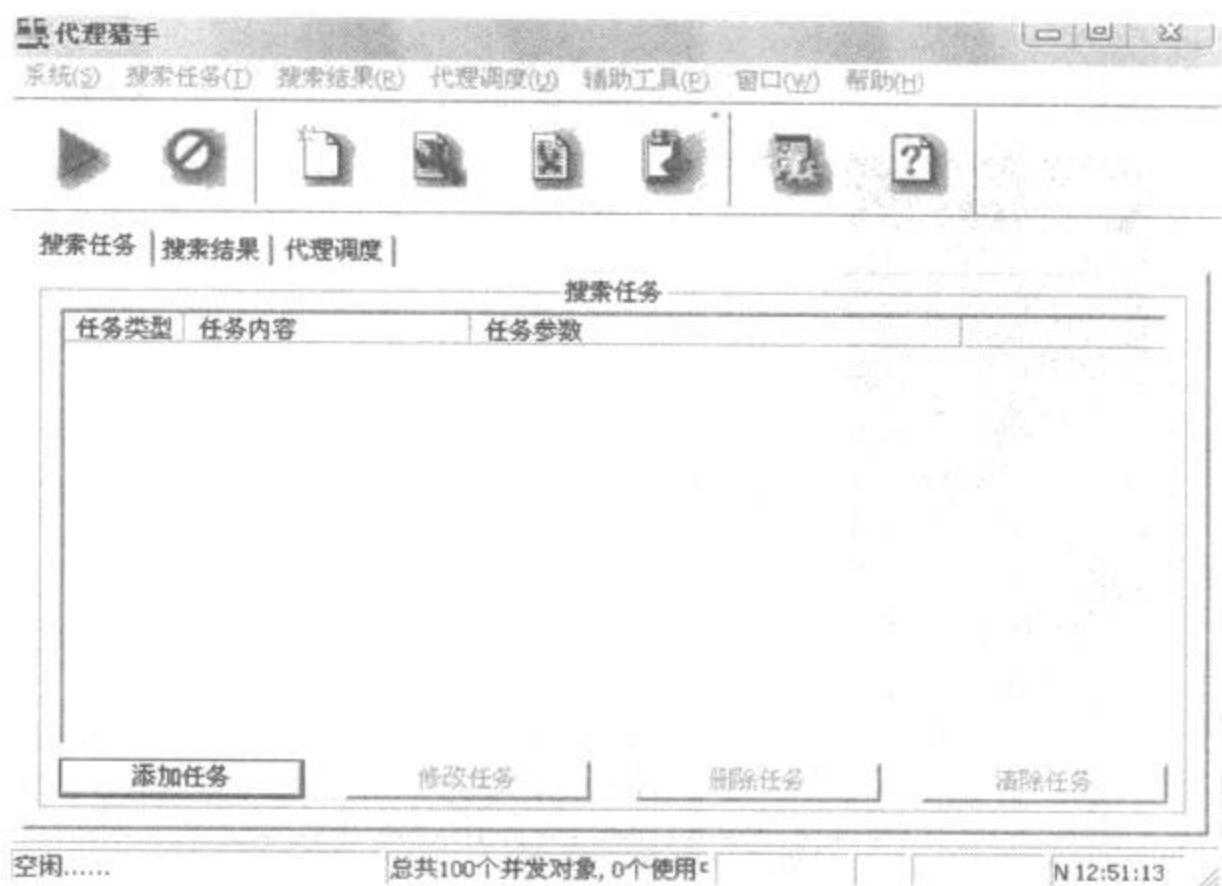 代理猎手
系统(S) 搜索任务(T) 搜索结果(R) 代理调度(U) 辅助工具(P) 窗口(W) 帮助(H)
搜索任务 搜索结果 代理调度
搜索任务
任务类型 任务内容 任务参数
添加任务 修改任务 删除任务 清除任务
空闲...... 总共100个并发对象, 0个使用 N 12:51:13